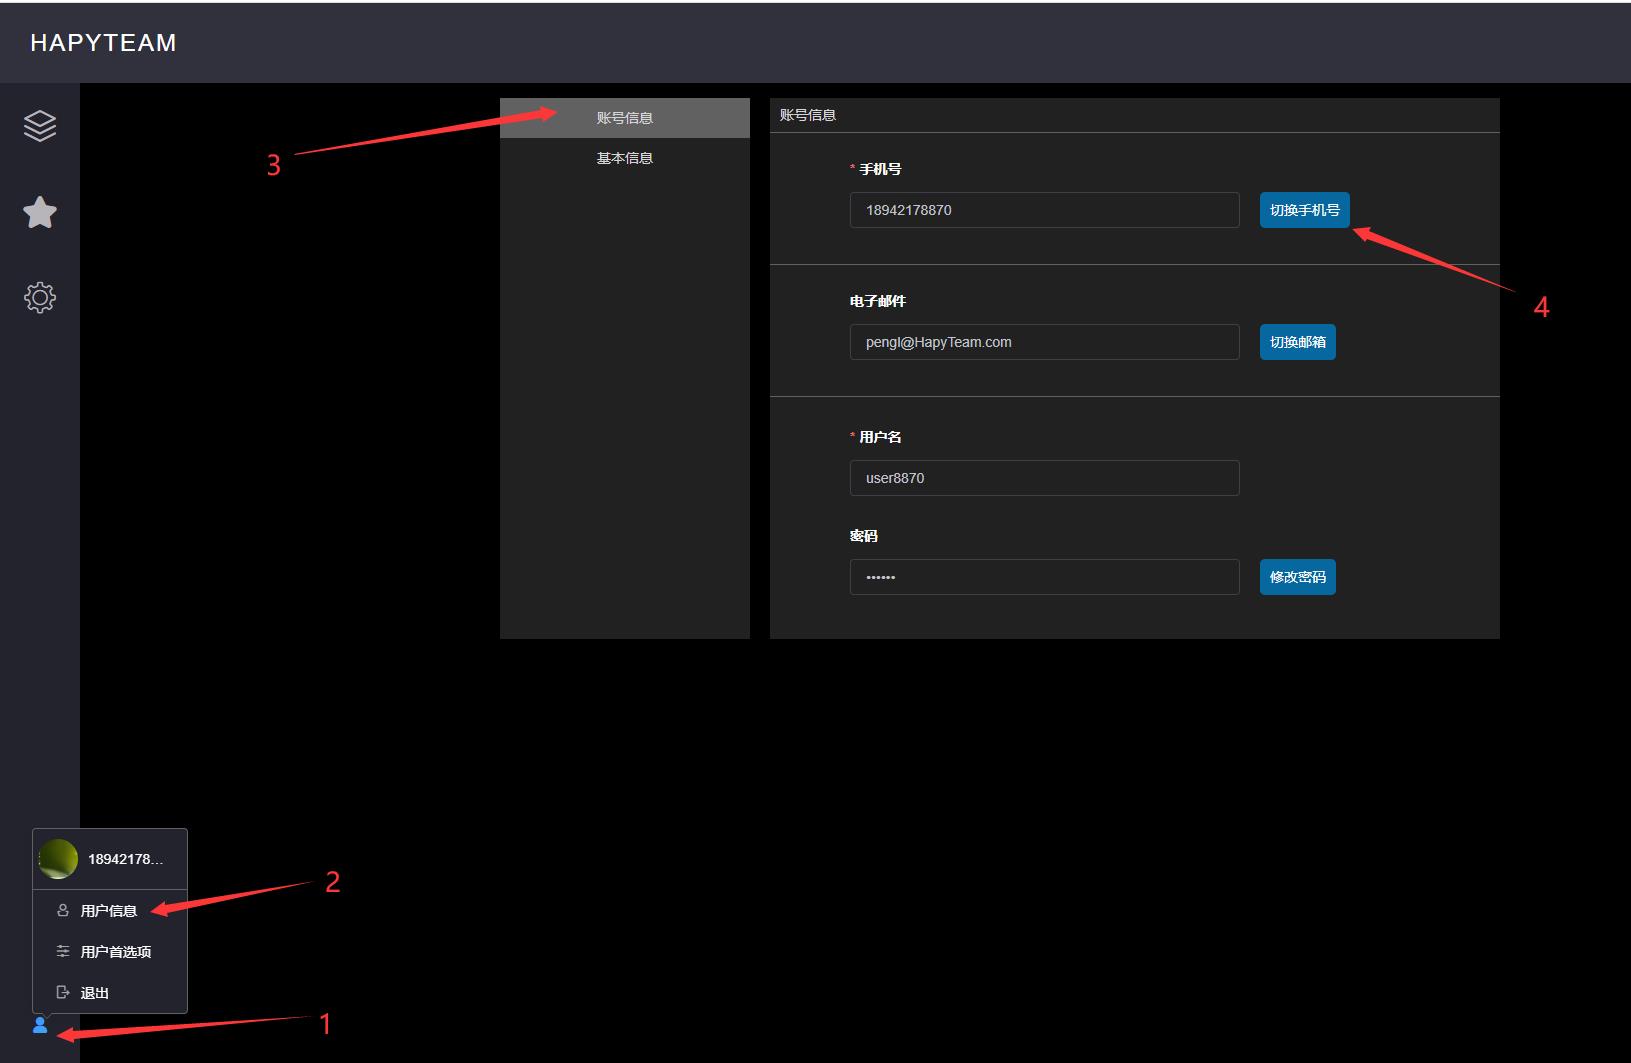 HAPYTEAM
账号信息
基本信息
3
账号信息
* 手机号
18942178870
切换手机号
4
电子邮件
pengl@HapyTeam.com
切换邮箱
* 用户名
user8870
密码
••••••
修改密码
18942178...
用户信息
2
用户首选项
退出
1